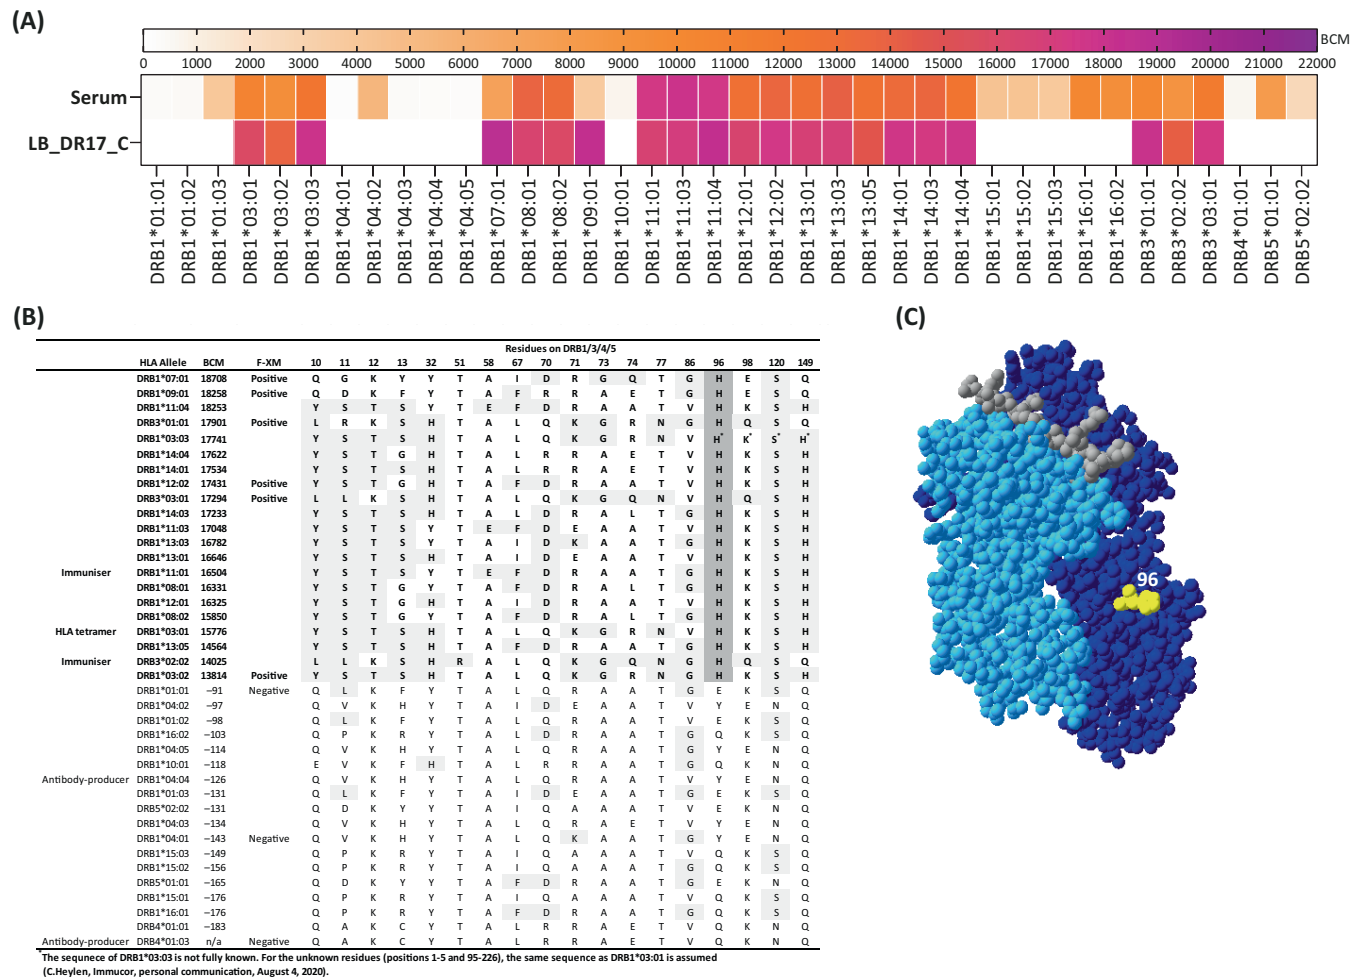 (A)
BCM
0 1000 2000 3000 4000 5000 6000 7000 8000 9000 10000 11000 12000 13000 14000 15000 16000 17000 18000 19000 20000 21000 22000
Serum
LB_DR17_C
DRB1*01:01 DRB1*01:02 DRB1*01:03 DRB1*03:01 DRB1*03:02 DRB1*03:03 DRB1*04:01 DRB1*04:02 DRB1*04:03 DRB1*04:04 DRB1*04:05 DRB1*07:01 DRB1*08:01 DRB1*08:02 DRB1*09:01 DRB1*10:01 DRB1*11:01 DRB1*11:03 DRB1*11:04 DRB1*12:01 DRB1*12:02 DRB1*13:01 DRB1*13:03 DRB1*13:05 DRB1*14:01 DRB1*14:03 DRB1*14:04 DRB1*15:01 DRB1*15:02 DRB1*15:03 DRB1*16:01 DRB1*16:02 DRB3*01:01 DRB3*02:02 DRB3*03:01 DRB4*01:01 DRB5*01:01 DRB5*02:02
(B)
Residues on DRB1/3/4/5
HLA Allele BCM F-XM 10 11 12 13 32 51 58 67 70 71 73 74 77 86 96 98 120 149
DRB1*07:01 18708 Positive Q G K Y Y T A I D R G Q T G H E S Q
DRB1*09:01 18258 Positive Q D K F Y T A F R R A E T G H E S Q
DRB1*11:04 18253 Y S T S Y T E F D R A A T V H K S H
DRB3*01:01 17901 Positive L R K S H T A L Q K G R N G H Q S Q
DRB1*03:03 17741 Y S T S H T A L Q K G R N V H* K* S* H*
DRB1*14:04 17622 Y S T G H T A L R R A E T V H K S H
DRB1*14:01 17534 Y S T S H T A L R R A E T V H K S H
DRB1*12:02 17431 Positive Y S T G H T A F D R A A T V H K S H
DRB3*03:01 17294 Positive L L K S H T A L Q K G Q N V H Q S Q
DRB1*14:03 17233 Y S T S H T A L D R A L T G H K S H
DRB1*11:03 17048 Y S T S Y T E F D E A A T V H K S H
DRB1*13:03 16782 Y S T S Y T A I D K A A T G H K S H
DRB1*13:01 16646 Y S T S H T A I D E A A T V H K S H
Immuniser DRB1*11:01 16504 Y S T S Y T E F D R A A T G H K S H
DRB1*08:01 16331 Y S T G Y T A F D R A L T G H K S H
DRB1*12:01 16325 Y S T G H T A I D R A A T V H K S H
DRB1*08:02 15850 Y S T G Y T A F D R A L T G H K S H
HLA tetramer DRB1*03:01 15776 Y S T S H T A L Q K G R N V H K S H
DRB1*13:05 14564 Y S T S H T A F D R A A T G H K S H
Immuniser DRB3*02:02 14025 L L K S H R A L Q K G Q N G H Q S Q
DRB1*03:02 13814 Positive Y S T S H T A L Q K G R N G H K S H
DRB1*01:01 –91 Negative Q L K F Y T A L Q R A A T G E K S Q
DRB1*04:02 –97 Q V K H Y T A I D E A A T V Y E N Q
DRB1*01:02 –98 Q L K F Y T A L Q R A A T V E K S Q
DRB1*16:02 –103 Q P K R Y T A L D R A A T G Q K S Q
DRB1*04:05 –114 Q V K H Y T A L Q R A A T G Y E N Q
DRB1*10:01 –118 E V K F H T A L R R A A T G Q K N Q
Antibody-producer DRB1*04:04 –126 Q V K H Y T A L Q R A A T V Y E N Q
DRB1*01:03 –131 Q L K F Y T A I D E A A T G E K S Q
DRB5*02:02 –131 Q D K Y Y T A I Q A A A T V E K N Q
DRB1*04:03 –134 Q V K H Y T A L Q R A E T V Y E N Q
DRB1*04:01 –143 Negative Q V K H Y T A L Q K A A T G Y E N Q
DRB1*15:03 –149 Q P K R Y T A I Q A A A T V Q K S Q
DRB1*15:02 –156 Q P K R Y T A I Q A A A T G Q K S Q
DRB5*01:01 –165 Q D K Y Y T A F D R A A T G E K N Q
DRB1*15:01 –176 Q P K R Y T A I Q A A A T V Q K S Q
DRB1*16:01 –176 Q P K R Y T A F D R A A T G Q K S Q
DRB4*01:01 –183 Q A K C Y T A L R R A E T V Q K N Q
Antibody-producer DRB4*01:03 n/a Negative Q A K C Y T A L R R A E T V Q K N Q
*The sequnece of DRB1*03:03 is not fully known. For the unknown residues (positions 1-5 and 95-226), the same sequence as DRB1*03:01 is assumed
(C.Heylen, Immucor, personal communication, August 4, 2020).
(C)
96